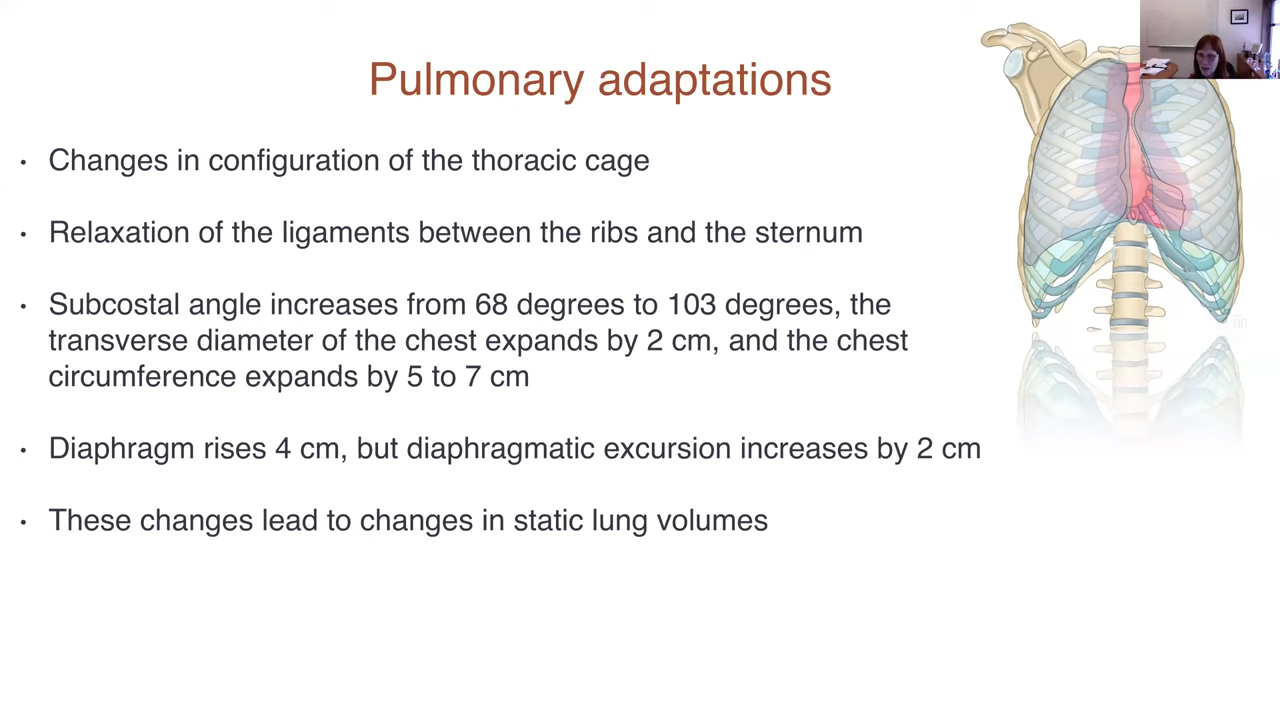 Pulmonary adaptations
• Changes in configuration of the thoracic cage
• Relaxation of the ligaments between the ribs and the sternum
• Subcostal angle increases from 68 degrees to 103 degrees, the
transverse diameter of the chest expands by 2 cm, and the chest
circumference expands by 5 to 7 cm
• Diaphragm rises 4 cm, but diaphragmatic excursion increases by 2 cm
• These changes lead to changes in static lung volumes